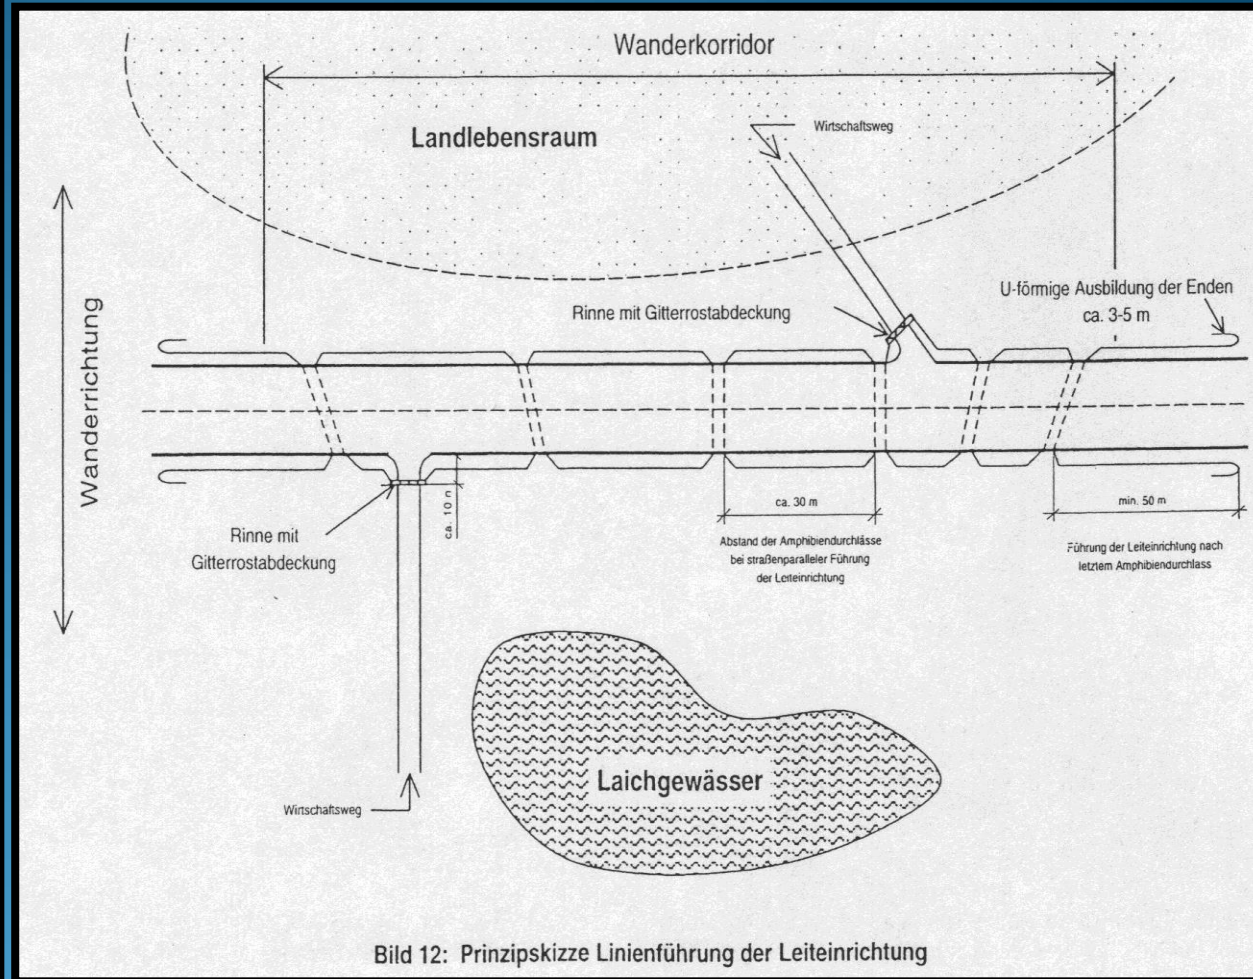 Wanderkorridor
Landlebensraum
Wirtschaftsweg
Wanderrichtung
Rinne mit Gitterrostabdeckung
U-förmige Ausbildung der Enden
ca. 3-5 m
Rinne mit
Gitterrostabdeckung
ca. 10 n
ca. 30 m
Abstand der Amphibiendurchlässe
bei straßenparalleler Führung
der Leiteinrichtung
min. 50 m
Führung der Leiteinrichtung nach
letztem Amphibiendurchlass
Laichgewässer
Wirtschaftsweg
Bild 12: Prinzipskizze Linienführung der Leiteinrichtung